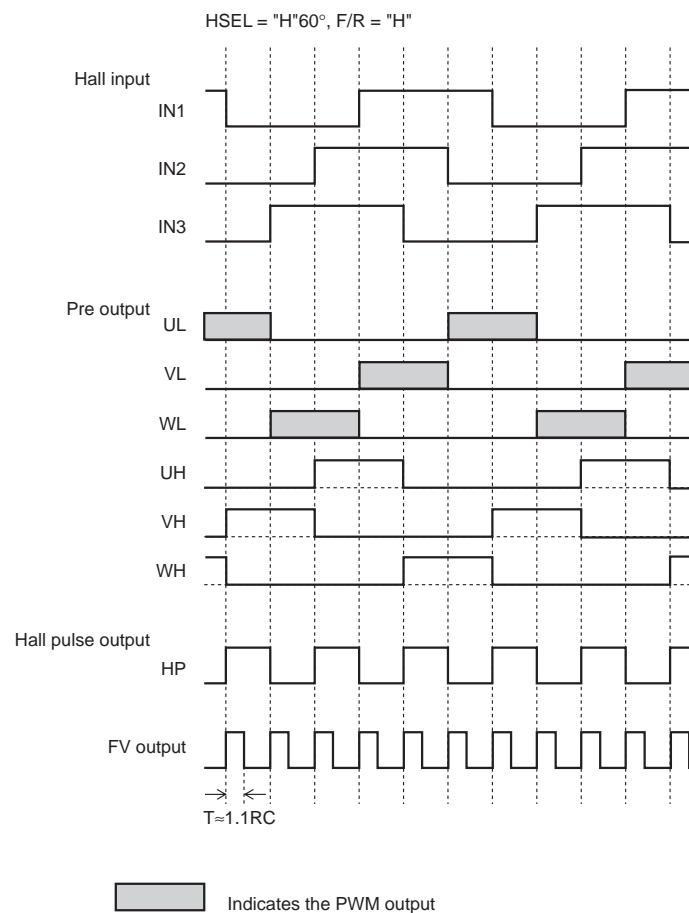 HSEL = "H"60°, F/R = "H"
Hall input
IN1
IN2
IN3
Pre output
UL
VL
WL
UH
VH
WH
Hall pulse output
HP
FV output
T≈1.1RC
Indicates the PWM output